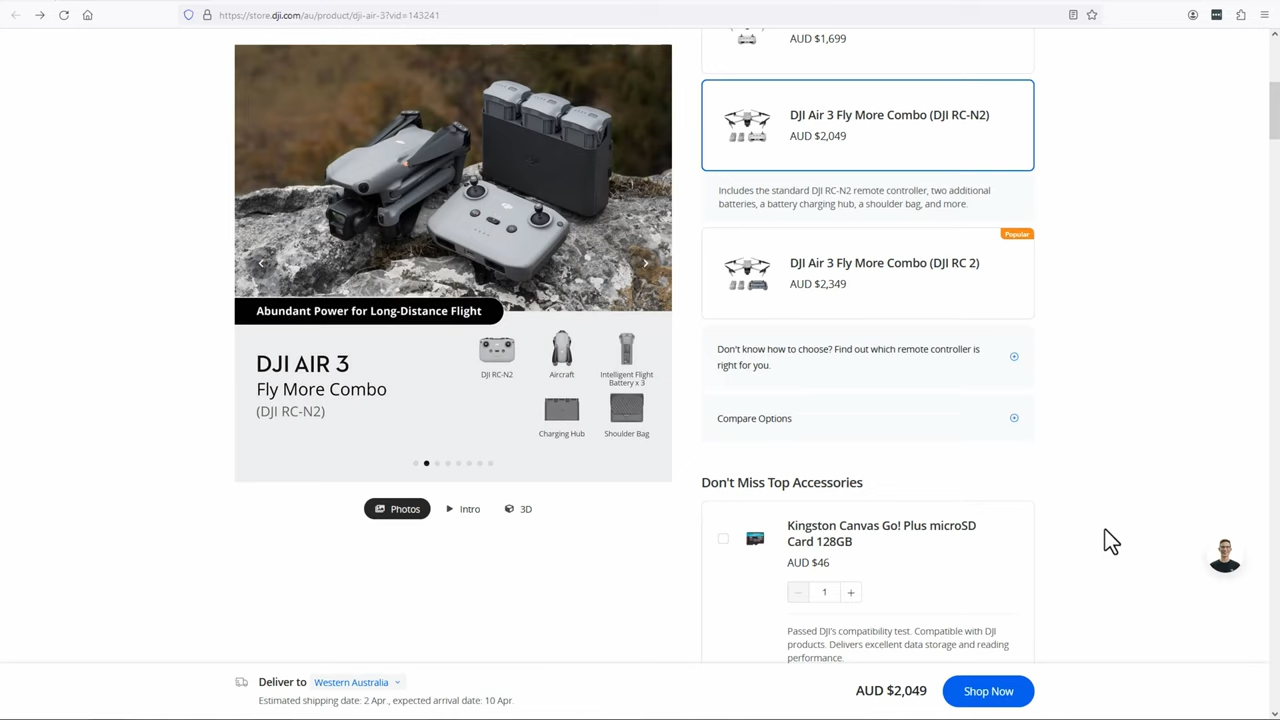 https://store.dji.com/au/product/dji-air-3?vid=143241
AUD $1,699
DJI Air 3 Fly More Combo (DJI RC-N2)
AUD $2,049
Includes the standard DJI RC-N2 remote controller, two additional
batteries, a battery charging hub, a shoulder bag, and more.
Popular
DJI Air 3 Fly More Combo (DJI RC 2)
AUD $2,349
Don't know how to choose? Find out which remote controller is
right for you.
Compare Options
Abundant Power for Long-Distance Flight
DJI AIR 3
Fly More Combo
(DJI RC-N2)
DJI RC-N2
Aircraft
Intelligent Flight
Battery x 3
Charging Hub
Shoulder Bag
Photos
Intro
3D
Don't Miss Top Accessories
Kingston Canvas Go! Plus microSD
Card 128GB
AUD $46
1
Passed DJI's compatibility test. Compatible with DJI
products. Delivers excellent data storage and reading
performance.
Deliver to Western Australia
Estimated shipping date: 2 Apr., expected arrival date: 10 Apr.
AUD $2,049
Shop Now